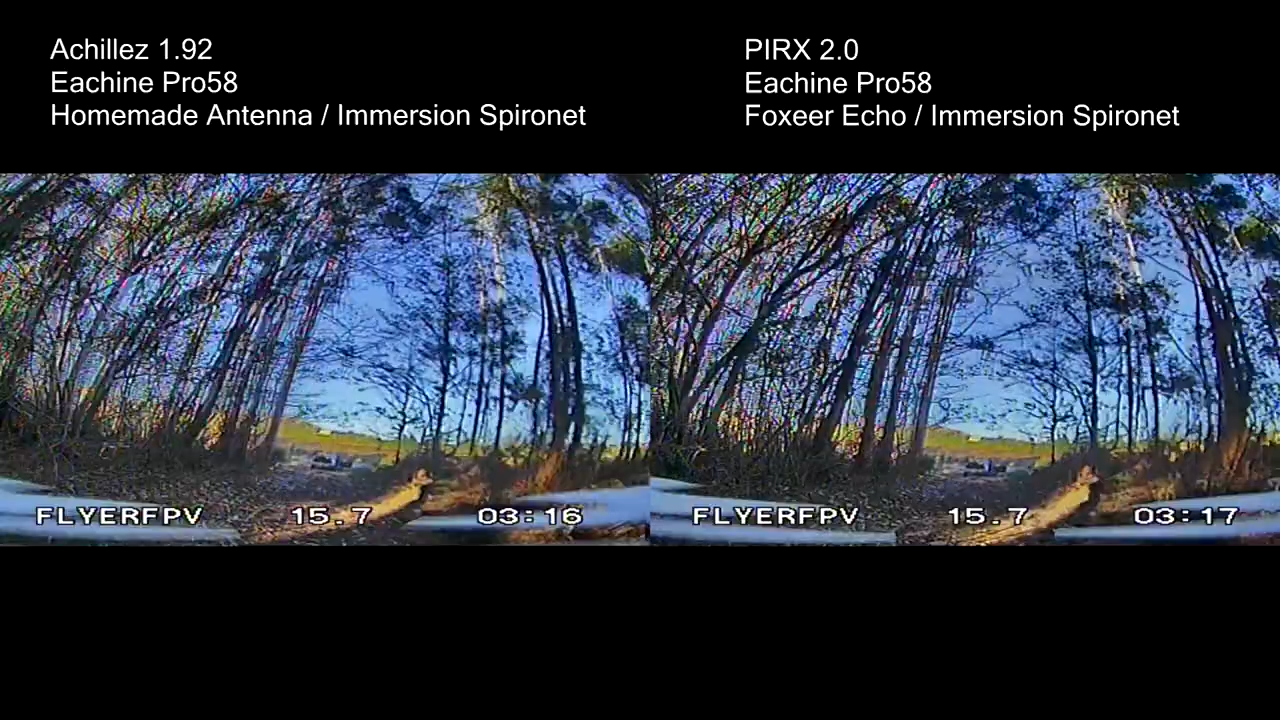 Achillez 1.92
Eachine Pro58
Homemade Antenna / Immersion Spironet
PIRX 2.0
Eachine Pro58
Foxeer Echo / Immersion Spironet
FLYERFPV 15.7 03:16
FLYERFPV 15.7 03:17